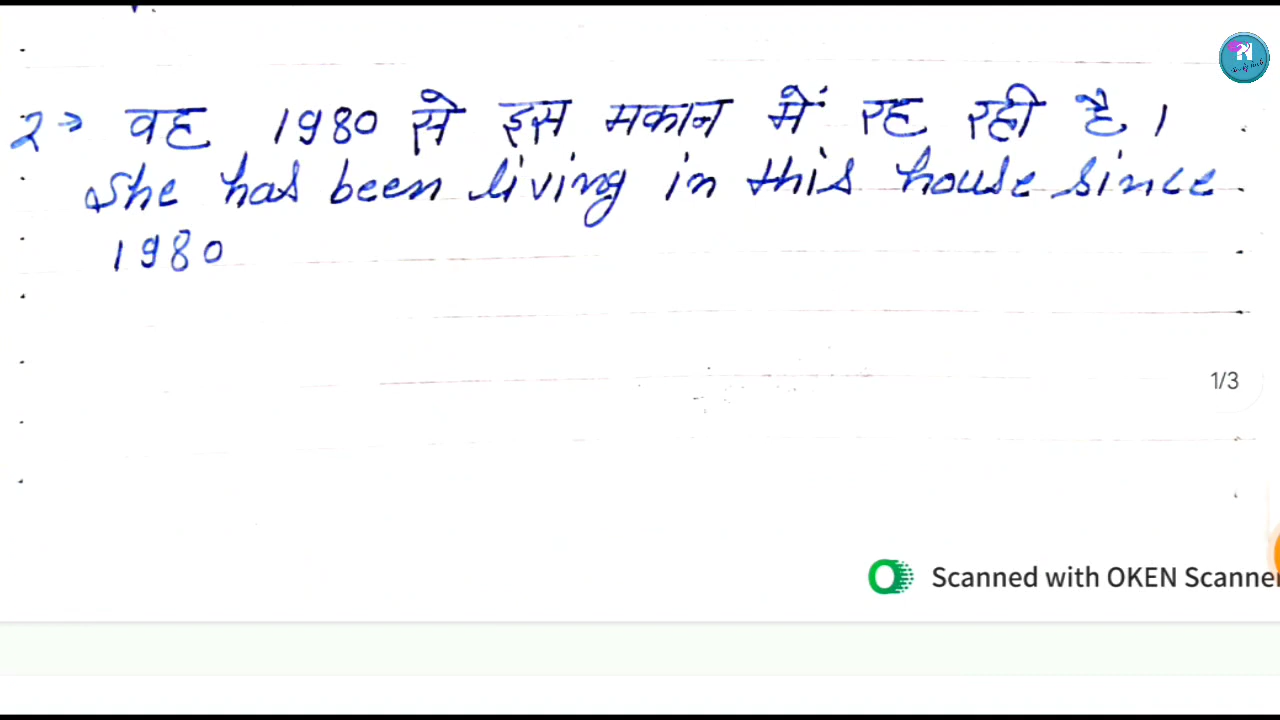 2→ वह 1980 से इस मकान में रह रही है ।
She has been living in this house since
1980
1/3
Scanned with OKEN Scanner